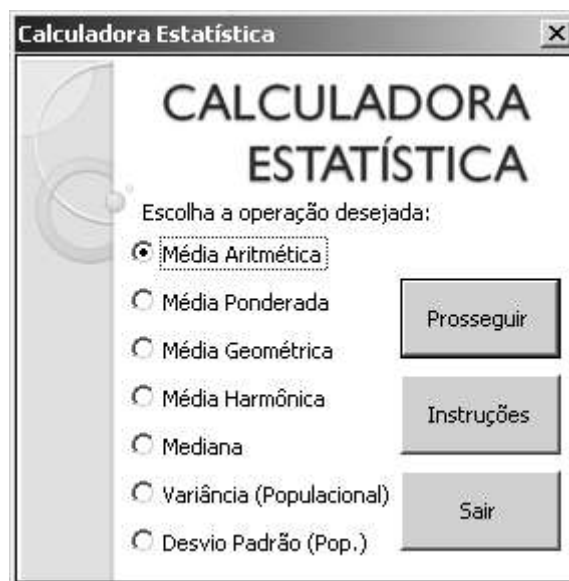 Calculadora Estatística
CALCULADORA
ESTATÍSTICA
Escolha a operação desejada:
Média Aritmética
Média Ponderada
Média Geométrica
Média Harmônica
Mediana
Variância (Populacional)
Desvio Padrão (Pop.)
Prosseguir
Instruções
Sair